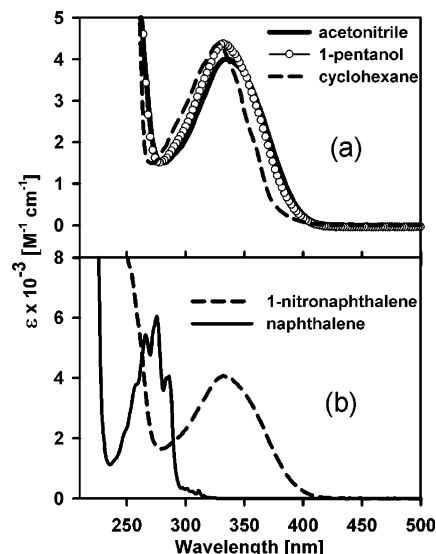 5
4
3
2
1
0
acetonitrile
1-pentanol
cyclohexane
(a)
ε x 10⁻³ [M⁻¹ cm⁻¹]
8
6
4
2
0
1-nitronaphthalene
naphthalene
(b)
250 300 350 400 450 500
Wavelength [nm]